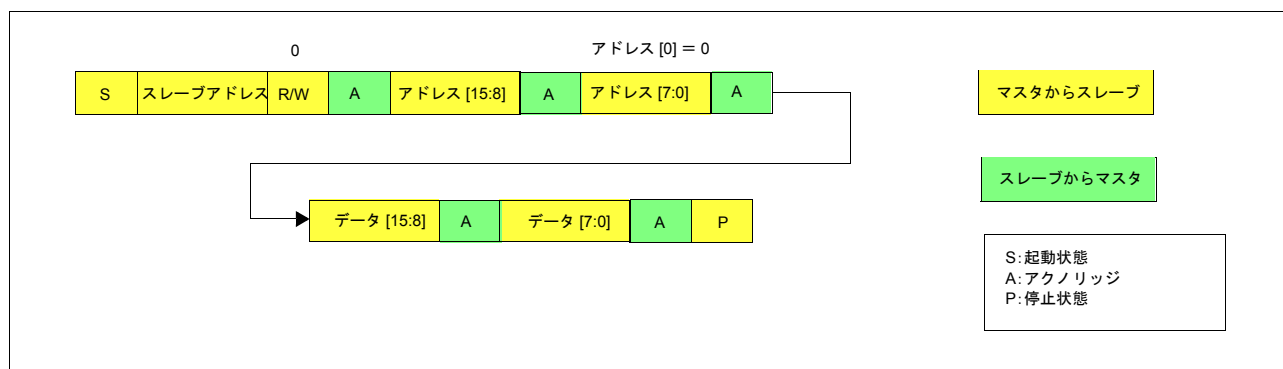 0
アドレス [0] = 0
S
スレーブアドレス
R/W
A
アドレス [15:8]
A
アドレス [7:0]
A
データ [15:8]
A
データ [7:0]
A
P
マスタからスレーブ
スレーブからマスタ
S:起動状態
A:アクノリッジ
P:停止状態